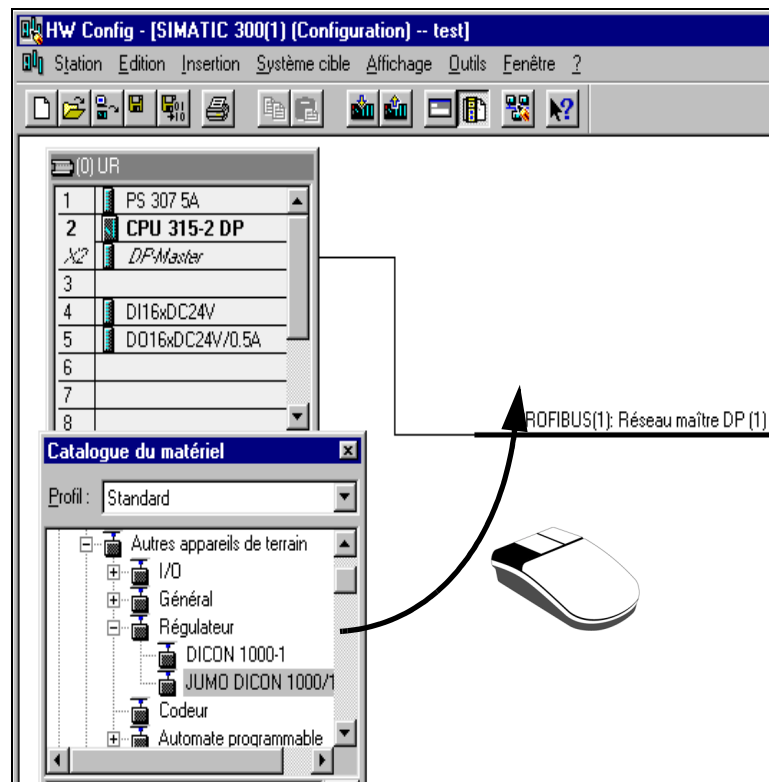 HW Config - [SIMATIC 300(1) (Configuration) -- test]
Station Edition Insertion Système cible Affichage Outils Fenêtre ?
(0) UR
1 PS 307 5A
2 CPU 315-2 DP
X2 DP-Master
3
4 DI16xDC24V
5 DO16xDC24V/0.5A
6
7
8
ROFIBUS(1): Réseau maître DP (1)
Catalogue du matériel
Profil : Standard
Autres appareils de terrain
I/O
Général
Régulateur
DICON 1000-1
JUMO DICON 1000/1
Codeur
Automate programmable